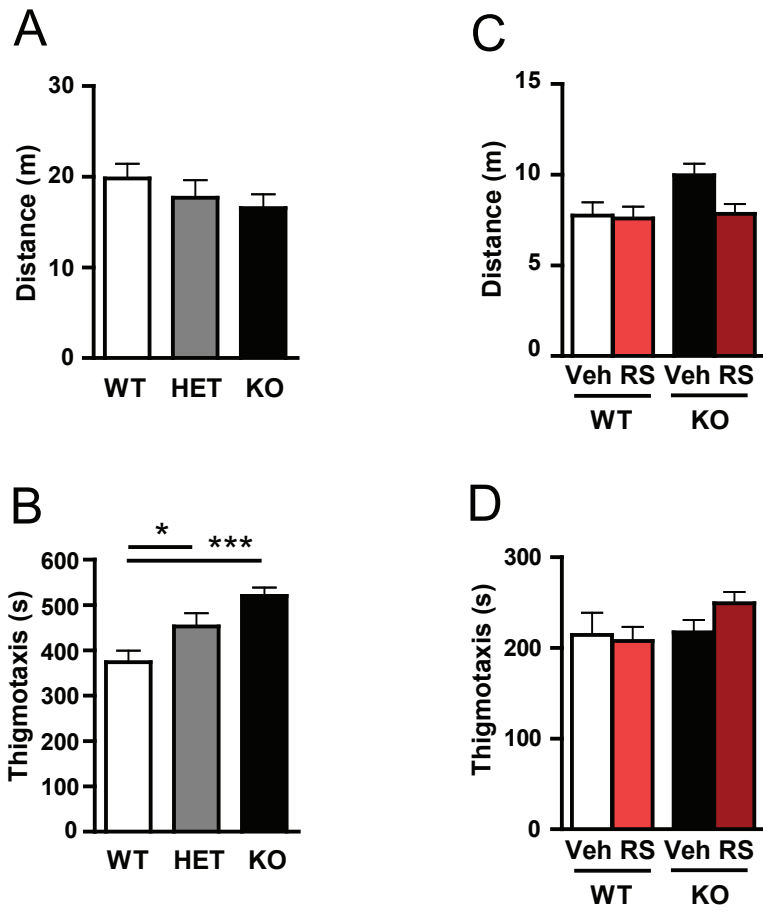 A
Distance (m)
30
20
10
0
WT HET KO
C
Distance (m)
15
10
5
0
Veh RS Veh RS
WT KO
B
* ***
Thigmotaxis (s)
600
500
400
300
200
100
0
WT HET KO
D
Thigmotaxis (s)
300
200
100
0
Veh RS Veh RS
WT KO